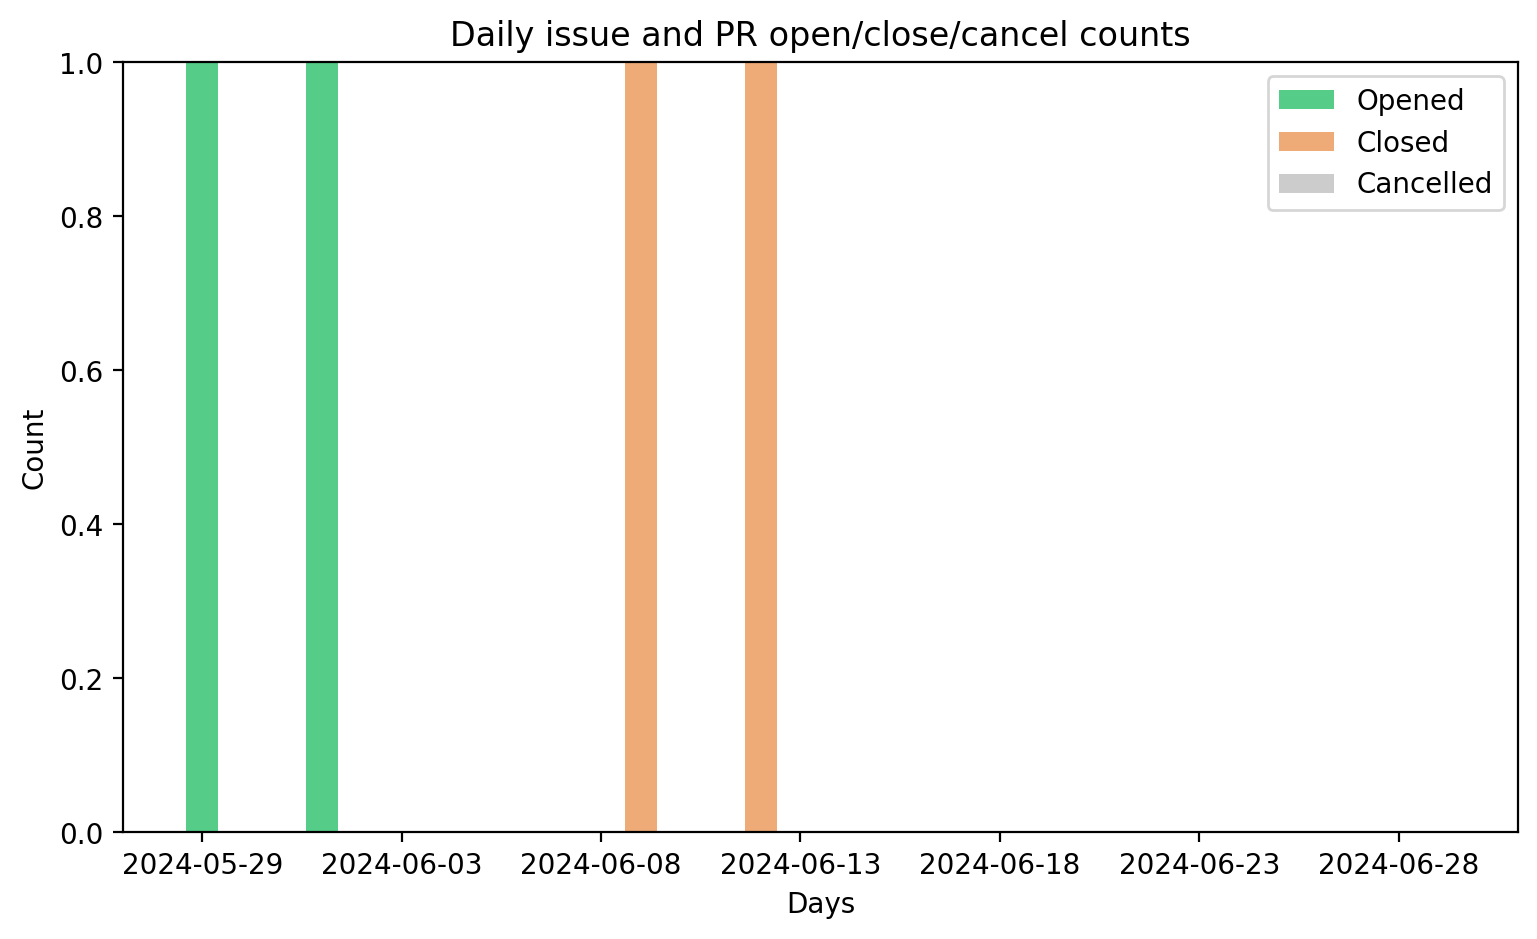 Daily issue and PR open/close/cancel counts
1.0
0.8
0.6
0.4
0.2
0.0
Count
Opened
Closed
Cancelled
2024-05-29 2024-06-03 2024-06-08 2024-06-13 2024-06-18 2024-06-23 2024-06-28
Days